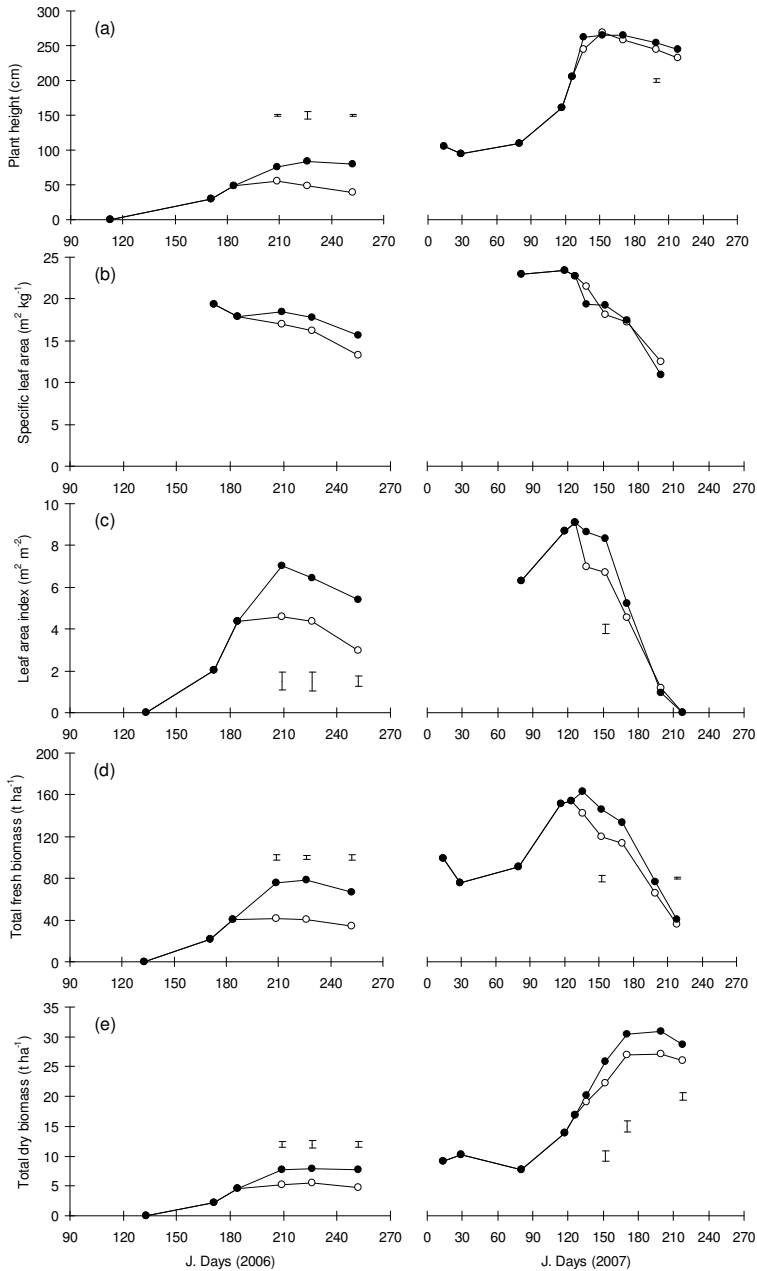 (a)
Plant height (cm)
300
250
200
150
100
50
0
90 120 150 180 210 240 270 0 30 60 90 120 150 180 210 240 270
(b)
Specific leaf area (m² kg⁻¹)
25
20
15
10
5
0
90 120 150 180 210 240 270 0 30 60 90 120 150 180 210 240 270
(c)
Leaf area index (m² m⁻²)
10
8
6
4
2
0
90 120 150 180 210 240 270 0 30 60 90 120 150 180 210 240 270
(d)
Total fresh biomass (t ha⁻¹)
200
160
120
80
40
0
90 120 150 180 210 240 270 0 30 60 90 120 150 180 210 240 270
(e)
Total dry biomass (t ha⁻¹)
35
30
25
20
15
10
5
0
90 120 150 180 210 240 270 0 30 60 90 120 150 180 210 240 270
J. Days (2006) J. Days (2007)